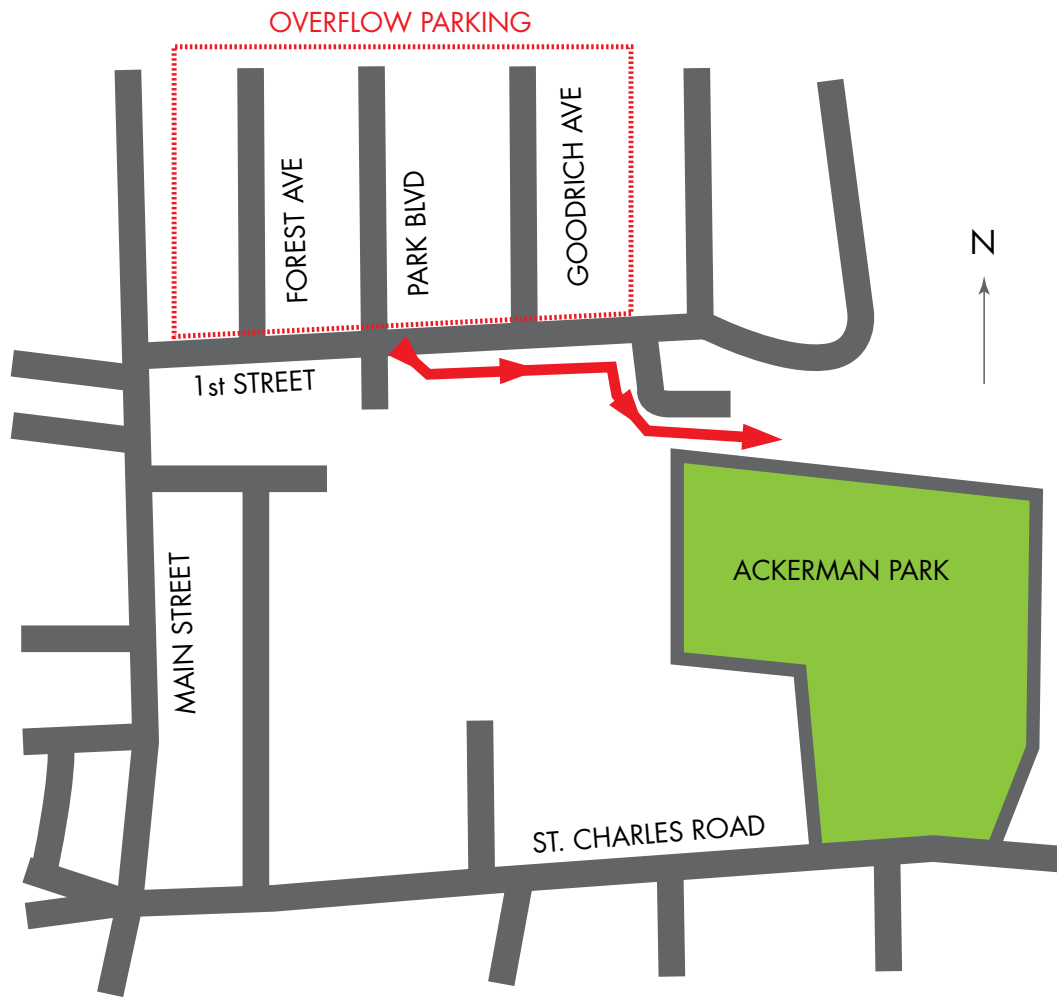 OVERFLOW PARKING
FOREST AVE
PARK BLVD
GOODRICH AVE
N
1st STREET
MAIN STREET
ACKERMAN PARK
ST. CHARLES ROAD